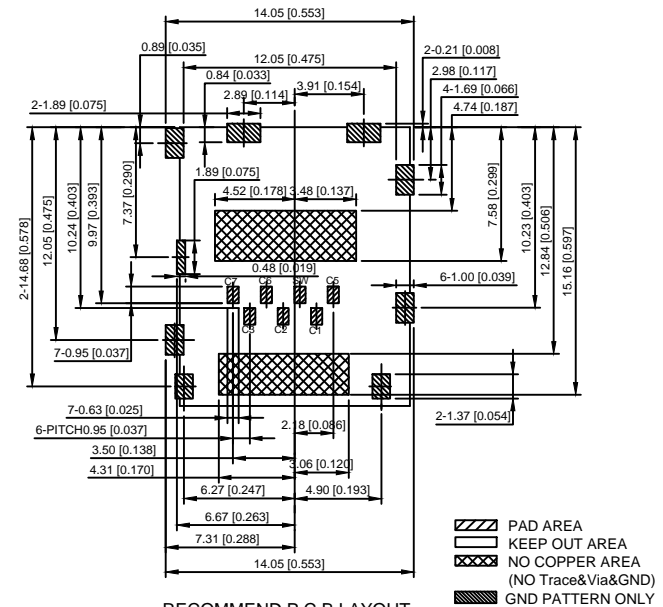 14.05 [0.553]
0.89 [0.035]
12.05 [0.475]
2-0.21 [0.008]
0.84 [0.033]
3.91 [0.154]
2.98 [0.117]
2.89 [0.114]
4-1.69 [0.066]
2-1.89 [0.075]
4.74 [0.187]
1.89 [0.075]
4.52 [0.178]
3.48 [0.137]
2-14.68 [0.578]
12.05 [0.475]
10.24 [0.403]
9.97 [0.393]
7.37 [0.290]
7.58 [0.299]
10.23 [0.403]
12.84 [0.506]
15.16 [0.597]
0.48 [0.019]
6-1.00 [0.039]
C7
C6
SW
C5
C3
C2
C1
7-0.95 [0.037]
7-0.63 [0.025]
2-1.37 [0.054]
6-PITCH0.95 [0.037]
2.18 [0.086]
3.50 [0.138]
3.06 [0.120]
4.31 [0.170]
6.27 [0.247]
4.90 [0.193]
6.67 [0.263]
7.31 [0.288]
14.05 [0.553]
PAD AREA
KEEP OUT AREA
NO COPPER AREA
(NO Trace&Via&GND)
GND PATTERN ONLY
RECOMMEND P.C.B LAYOUT